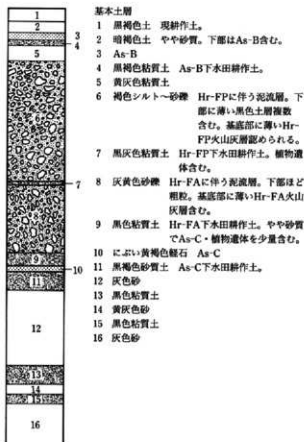 基本土層
1 黒褐色土 現耕作土。
2 暗褐色土 やや砂質。下部はAs-B含む。
3 As-B
4 黒褐色粘質土 As-B下水田耕作土。
5 黄灰色粘質土
6 褐色シルト〜砂礫 Hr-FPに伴う泥流層。下
部に薄い黒色土層複数
含む。基底部に薄いHr-
FP火山灰層認められる。
7 黒灰色粘質土 Hr-FP下水田耕作土。植物遺
体含む。
8 灰黄色砂礫 Hr-FAに伴う泥流層。下部ほど
粗粒。基底部に薄いHr-FA火山
灰層含む。
9 黒色粘質土 Hr-FA下水田耕作土。やや砂質
でAs-C・植物遺体を少量含む。
10 にぶい黄褐色軽石 As-C
11 黒褐色砂質土 As-C下水田耕作土。
12 灰色砂
13 黒色粘質土
14 黄灰色砂
15 黒色粘質土
16 灰色砂
1
2
3
4
5
6
7
8
9
10
11
12
13
14
15
16